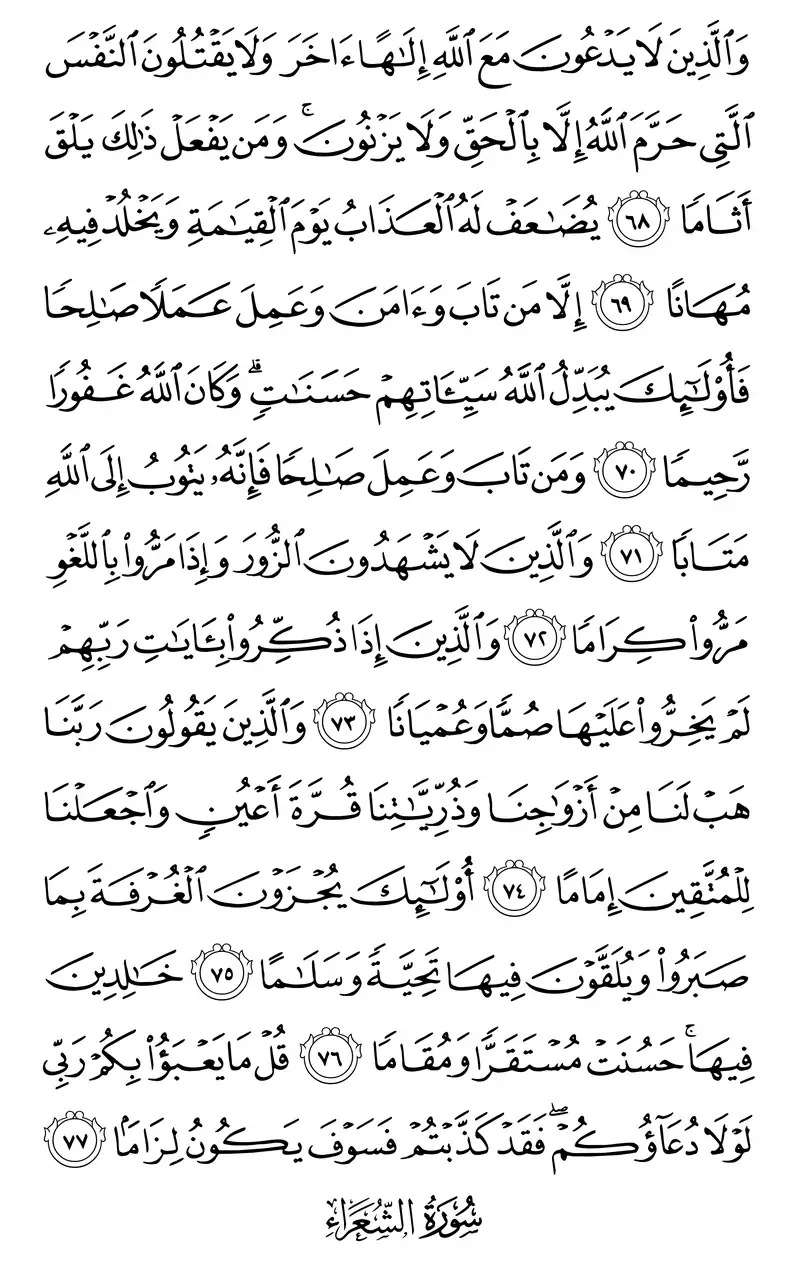 وَٱلَّذِينَ لَا يَدۡعُونَ مَعَ ٱللَّهِ إِلَٰهًا ءَاخَرَ وَلَا يَقۡتُلُونَ ٱلنَّفۡسَ
ٱلَّتِي حَرَّمَ ٱللَّهُ إِلَّا بِٱلۡحَقِّ وَلَا يَزۡنُونَۚ وَمَن يَفۡعَلۡ ذَٰلِكَ يَلۡقَ
أَثَامٗا ٦٨ يُضَٰعَفۡ لَهُ ٱلۡعَذَابُ يَوۡمَ ٱلۡقِيَٰمَةِ وَيَخۡلُدۡ فِيهِۦ
مُهَانًا ٦٩ إِلَّا مَن تَابَ وَءَامَنَ وَعَمِلَ عَمَلٗا صَٰلِحٗا
فَأُوْلَٰٓئِكَ يُبَدِّلُ ٱللَّهُ سَيِّـَٔاتِهِمۡ حَسَنَٰتٖۗ وَكَانَ ٱللَّهُ غَفُورٗا
رَّحِيمٗا ٧٠ وَمَن تَابَ وَعَمِلَ صَٰلِحٗا فَإِنَّهُۥ يَتُوبُ إِلَى ٱللَّهِ
مَتَابٗا ٧١ وَٱلَّذِينَ لَا يَشۡهَدُونَ ٱلزُّورَ وَإِذَا مَرُّواْ بِٱللَّغۡوِ
مَرُّواْ كِرَامٗا ٧٢ وَٱلَّذِينَ إِذَا ذُكِّرُواْ بِـَٔايَٰتِ رَبِّهِمۡ
لَمۡ يَخِرُّواْ عَلَيۡهَا صُمّٗا وَعُمۡيَانٗا ٧٣ وَٱلَّذِينَ يَقُولُونَ رَبَّنَا
هَبۡ لَنَا مِنۡ أَزۡوَٰجِنَا وَذُرِّيَّٰتِنَا قُرَّةَ أَعۡيُنٖ وَٱجۡعَلۡنَا
لِلۡمُتَّقِينَ إِمَامًا ٧٤ أُوْلَٰٓئِكَ يُجۡزَوۡنَ ٱلۡغُرۡفَةَ بِمَا
صَبَرُواْ وَيُلَقَّوۡنَ فِيهَا تَحِيَّةٗ وَسَلَٰمًا ٧٥ خَٰلِدِينَ
فِيهَاۚ حَسُنَتۡ مُسۡتَقَرّٗا وَمُقَامٗا ٧٦ قُلۡ مَا يَعۡبَؤُاْ بِكُمۡ رَبِّي
لَوۡلَا دُعَآؤُكُمۡۖ فَقَدۡ كَذَّبۡتُمۡ فَسَوۡفَ يَكُونُ لِزَامَۢا ٧٧
سُورَةُ الشُّعَرَاءِ